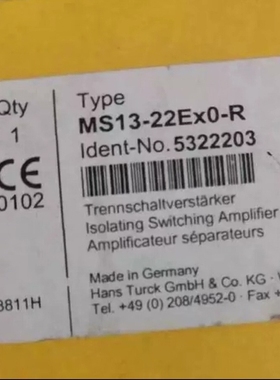 Qty
1
CE
0102
3811H
Type
MS13-22Ex0-R
Ident-No. 5322203
Trennschaltverstärker
Isolating Switching Amplifier
Amplificateur séparateurs
Made in Germany
Hans Turck GmbH & Co. KG ·
Tel. +49 (0) 208/4952-0 · Fax +